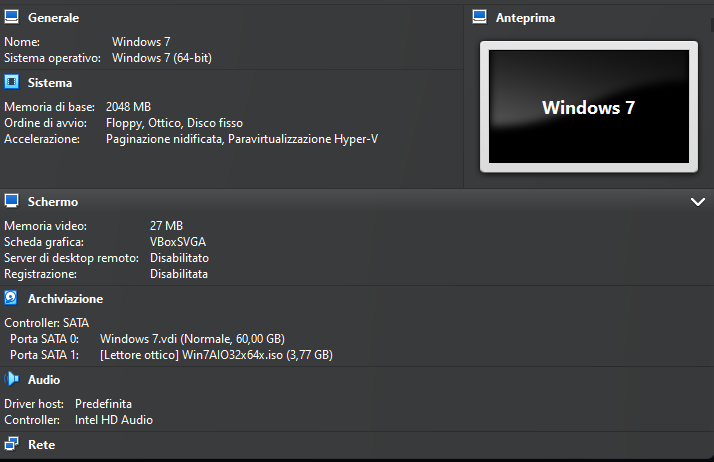 Generale
Nome: Windows 7
Sistema operativo: Windows 7 (64-bit)
Sistema
Memoria di base: 2048 MB
Ordine di avvio: Floppy, Ottico, Disco fisso
Accelerazione: Paginazione nidificata, Paravirtualizzazione Hyper-V
Anteprima
Windows 7
Schermo
Memoria video: 27 MB
Scheda grafica: VBoxSVGA
Server di desktop remoto: Disabilitato
Registrazione: Disabilitata
Archiviazione
Controller: SATA
Porta SATA 0: Windows 7.vdi (Normale, 60,00 GB)
Porta SATA 1: [Lettore ottico] Win7AIO32x64x.iso (3,77 GB)
Audio
Driver host: Predefinita
Controller: Intel HD Audio
Rete